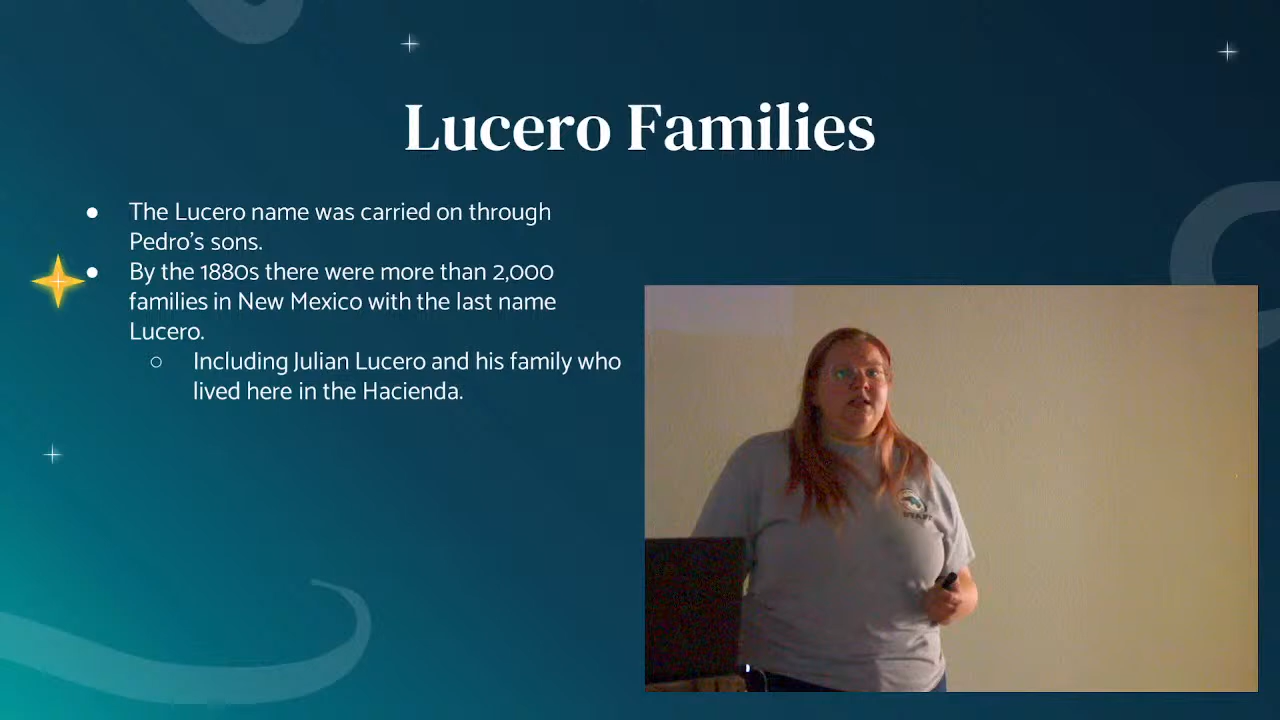 Lucero Families
● The Lucero name was carried on through
Pedro's sons.
● By the 1880s there were more than 2,000
families in New Mexico with the last name
Lucero.
○ Including Julian Lucero and his family who
lived here in the Hacienda.
STAFF